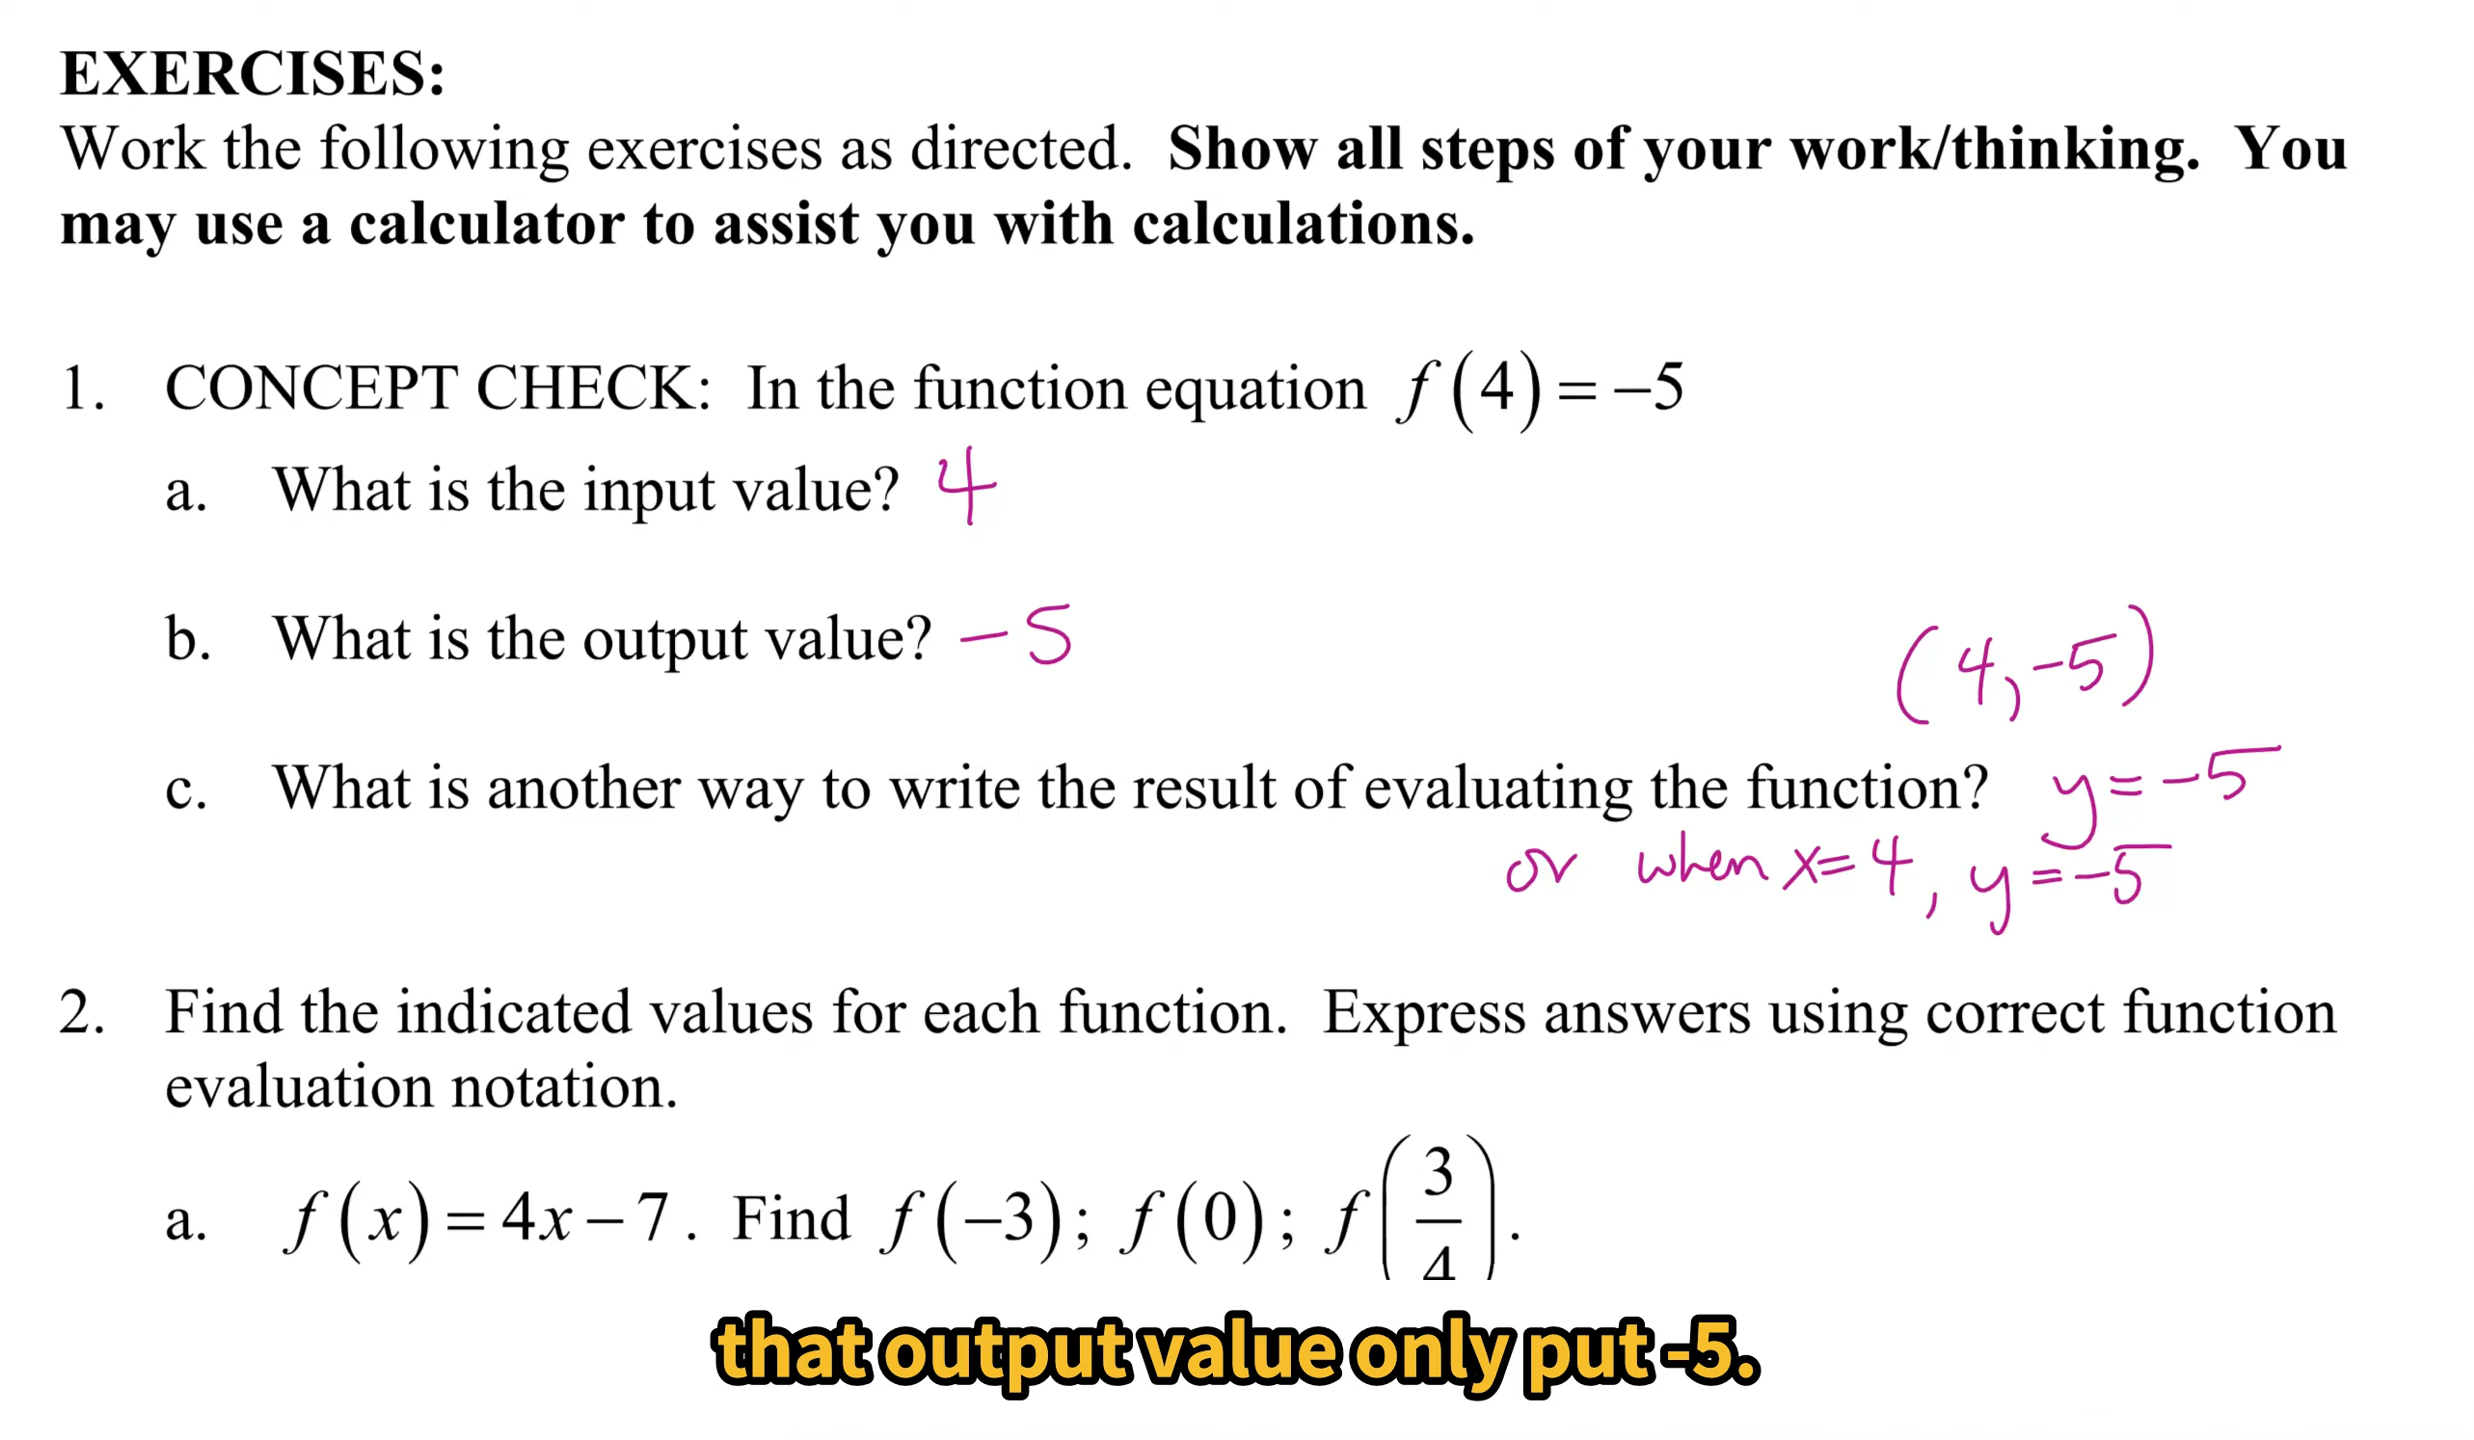 EXERCISES:
Work the following exercises as directed. Show all steps of your work/thinking. You
may use a calculator to assist you with calculations.
1. CONCEPT CHECK: In the function equation f(4) = −5
a. What is the input value? 4
b. What is the output value? −5
(4, −5)
c. What is another way to write the result of evaluating the function? y = −5
or when x = 4, y = −5
2. Find the indicated values for each function. Express answers using correct function
evaluation notation.
a. f(x) = 4x − 7. Find f(−3); f(0); f(3/4).
that output value only put -5.